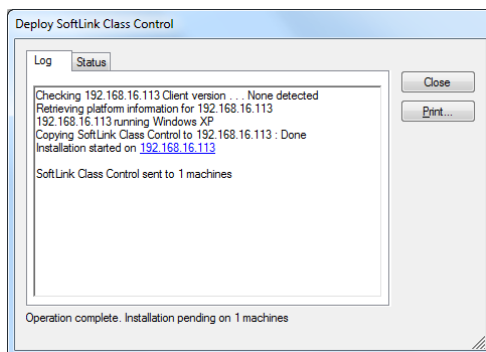 Deploy SoftLink Class Control
Log
Status
Close
Print...
Checking 192.168.16.113 Client version . . . None detected
Retrieving platform information for 192.168.16.113
192.168.16.113 running Windows XP
Copying SoftLink Class Control to 192.168.16.113 : Done
Installation started on 192.168.16.113
SoftLink Class Control sent to 1 machines
Operation complete. Installation pending on 1 machines